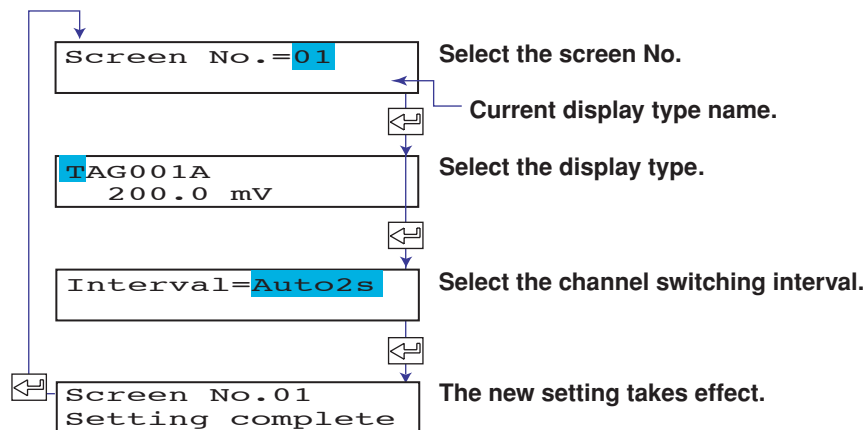 Screen No.=01
Select the screen No.
Current display type name.
TAG001A
200.0 mV
Select the display type.
Interval=Auto2s
Select the channel switching interval.
Screen No.01
Setting complete
The new setting takes effect.